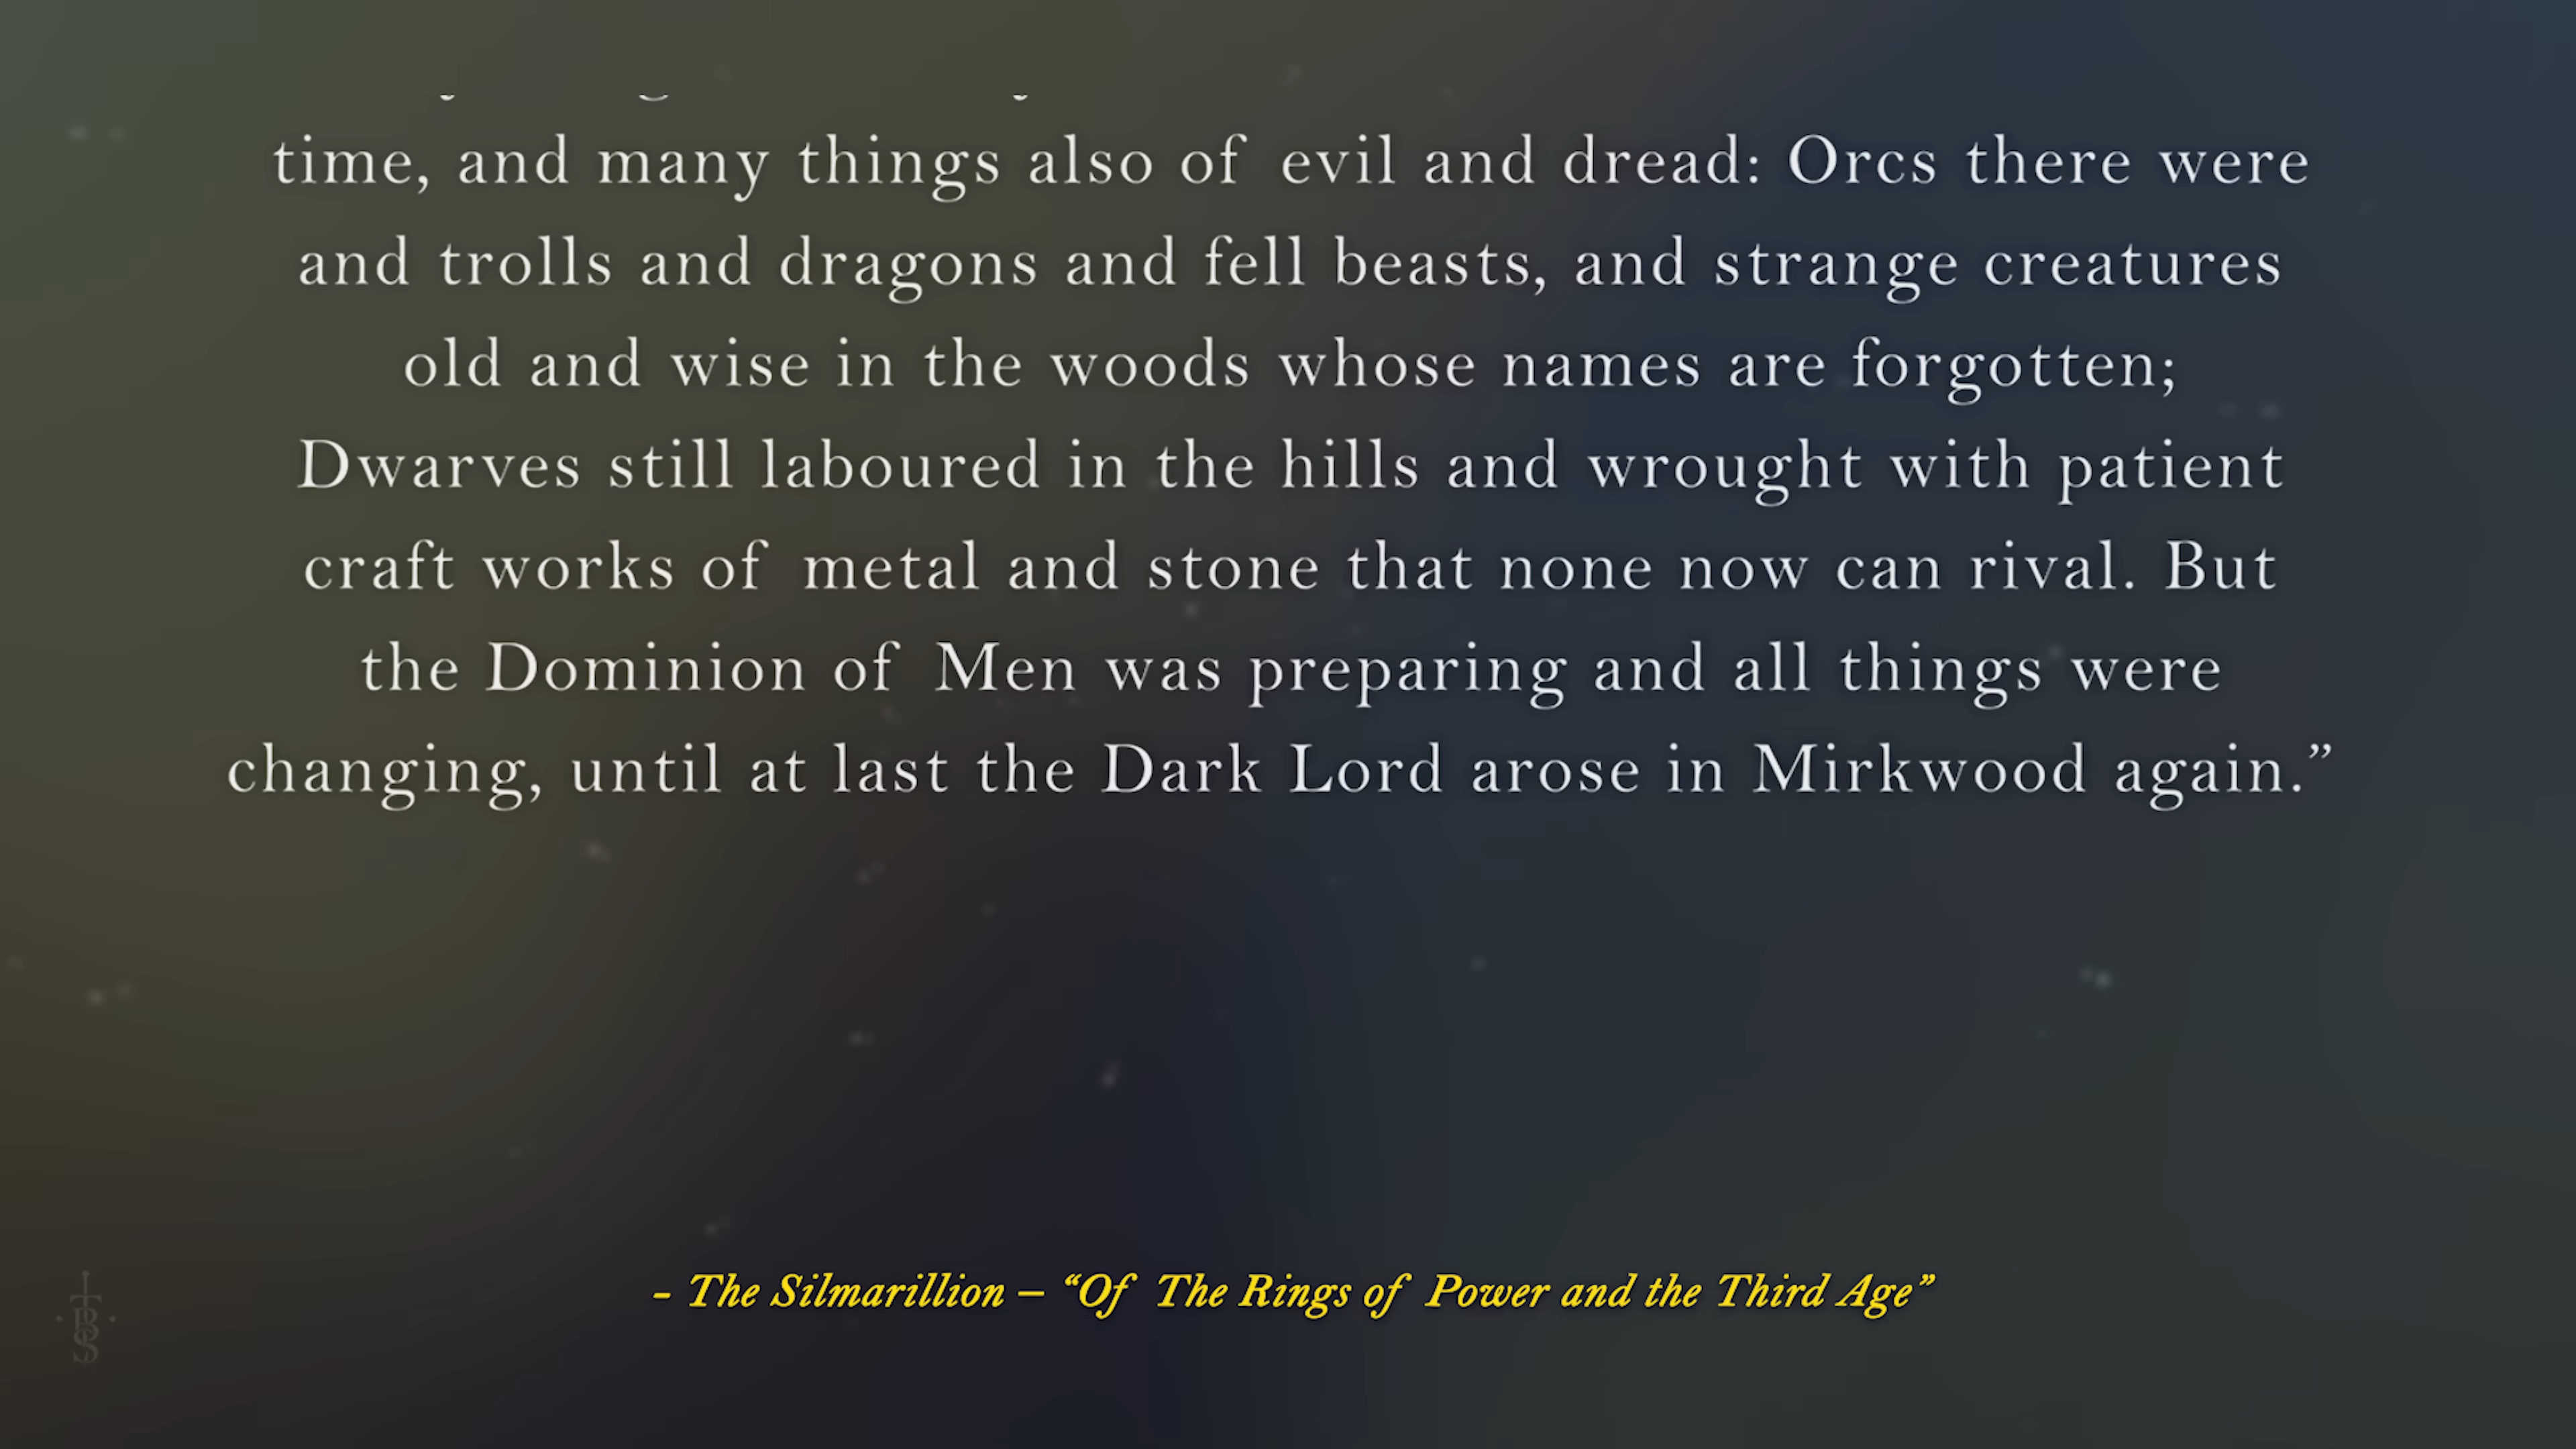 time, and many things also of evil and dread: Orcs there were
and trolls and dragons and fell beasts, and strange creatures
old and wise in the woods whose names are forgotten;
Dwarves still laboured in the hills and wrought with patient
craft works of metal and stone that none now can rival. But
the Dominion of Men was preparing and all things were
changing, until at last the Dark Lord arose in Mirkwood again.”
- The Silmarillion – “Of The Rings of Power and the Third Age”